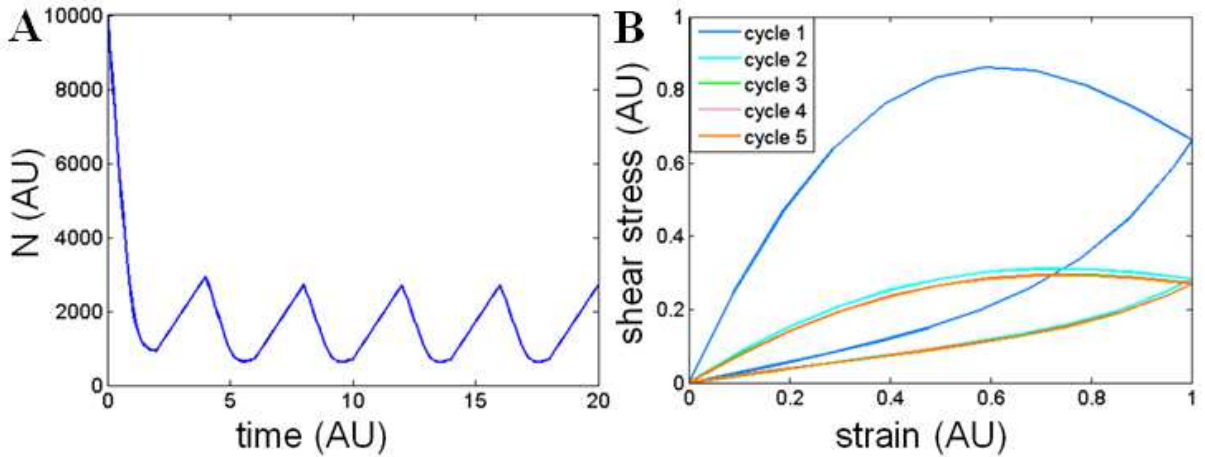 A
N (AU)
10000
8000
6000
4000
2000
0
0
5
10
15
20
time (AU)
B
shear stress (AU)
1
0.8
0.6
0.4
0.2
0
cycle 1
cycle 2
cycle 3
cycle 4
cycle 5
0
0.2
0.4
0.6
0.8
1
strain (AU)